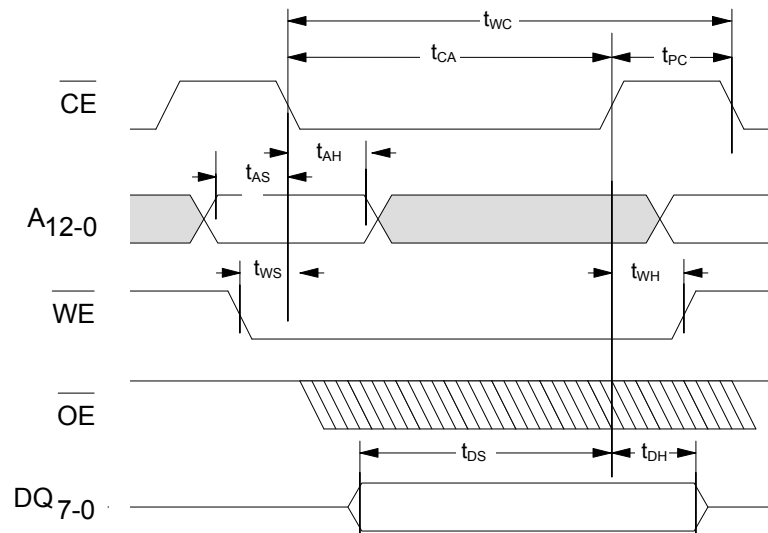 tWC
tCA
tPC
CE
tAH
tAS
A12-0
tWS
tWH
WE
OE
tDS
tDH
DQ7-0